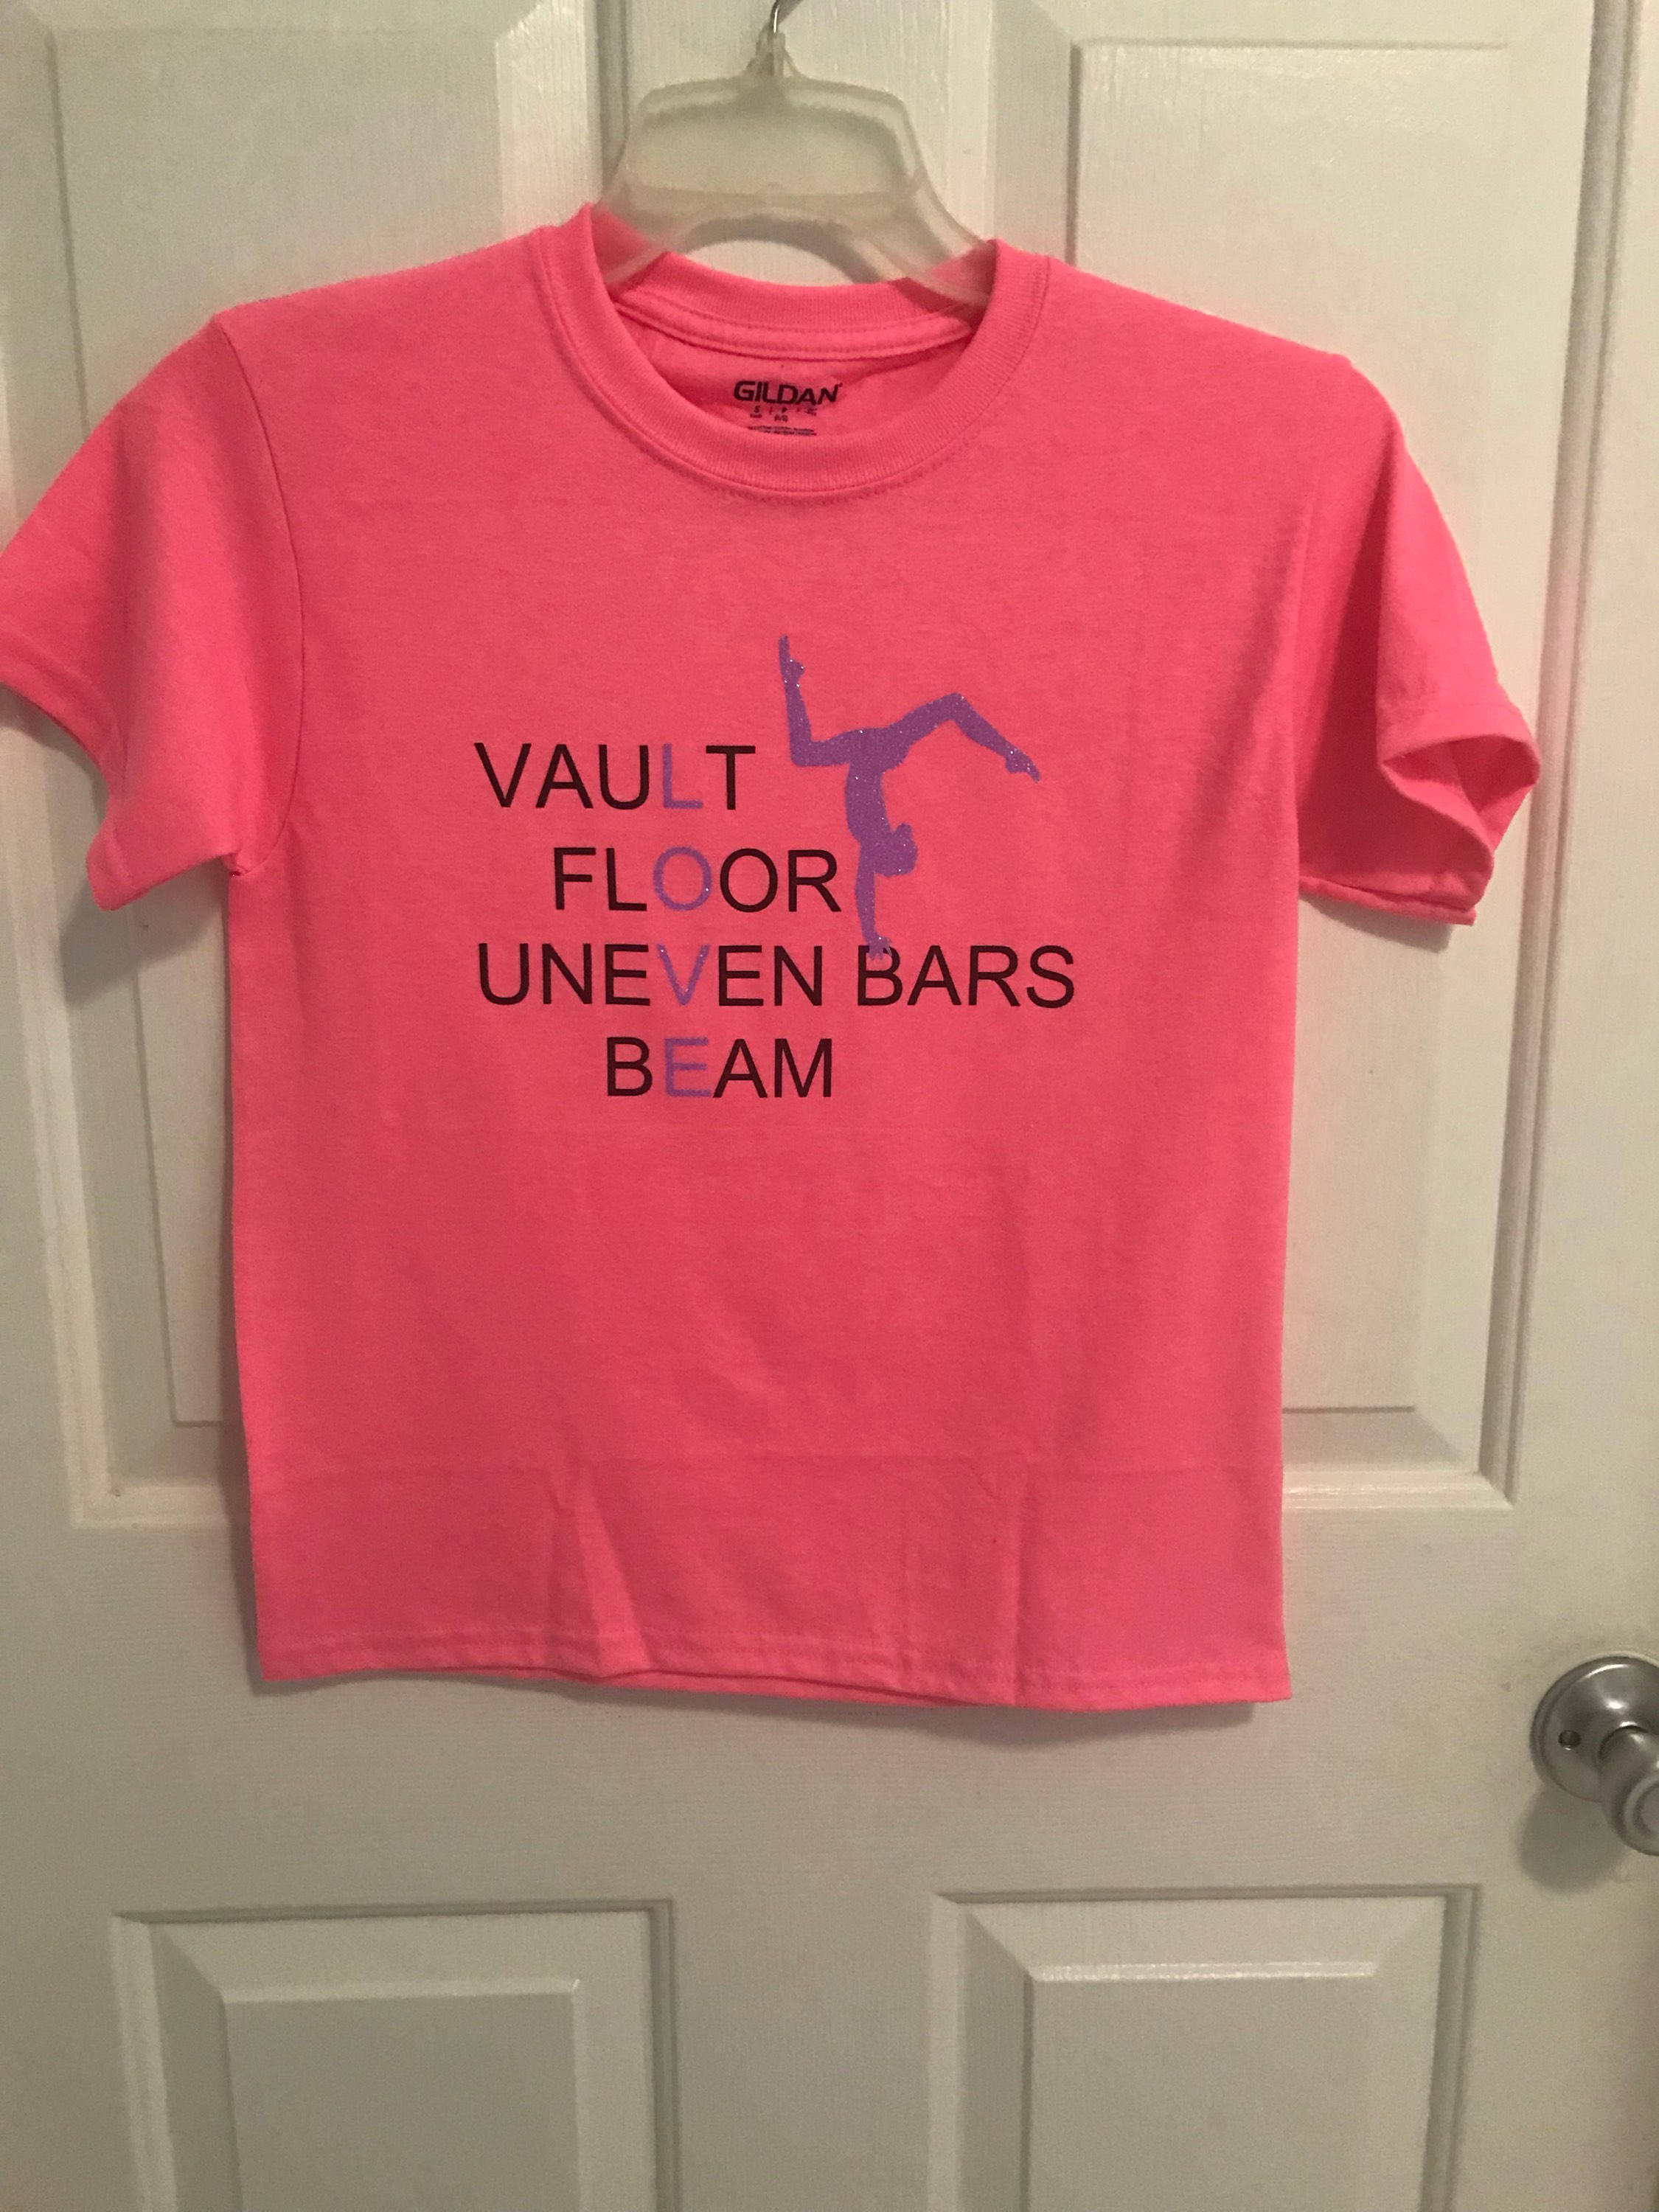 GILDAN
VAULT
FLOOR
UNEVEN BARS
BEAM